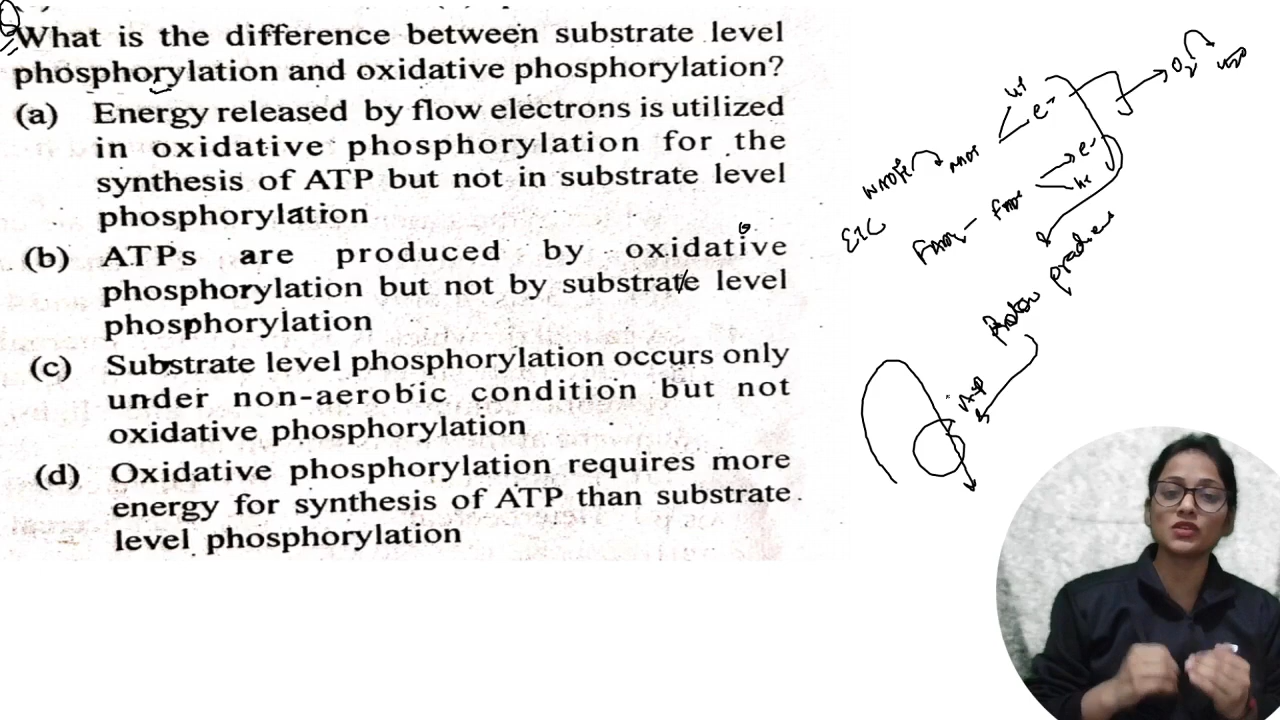 Q
What is the difference between substrate level
phosphorylation and oxidative phosphorylation?
(a) Energy released by flow electrons is utilized
in oxidative phosphorylation for the
synthesis of ATP but not in substrate level
phosphorylation
(b) ATPs are produced by oxidative
phosphorylation but not by substrate level
phosphorylation
(c) Substrate level phosphorylation occurs only
under non-aerobic condition but not
oxidative phosphorylation
(d) Oxidative phosphorylation requires more
energy for synthesis of ATP than substrate
level phosphorylation
H+
e-
O2
e-
H+
ETC
Proton gradient